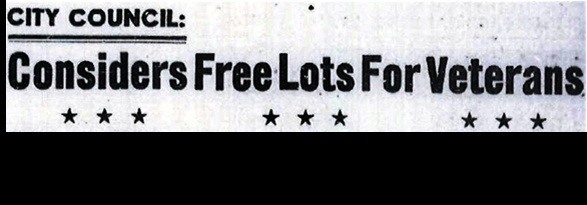 CITY COUNCIL:
Considers Free Lots For Veterans
★ ★ ★ ★ ★ ★ ★ ★ ★